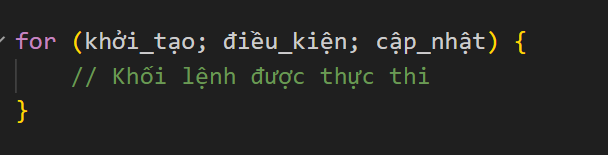 for (khởi_tạo; điều_kiện; cập_nhật) {
// Khối lệnh được thực thi
}